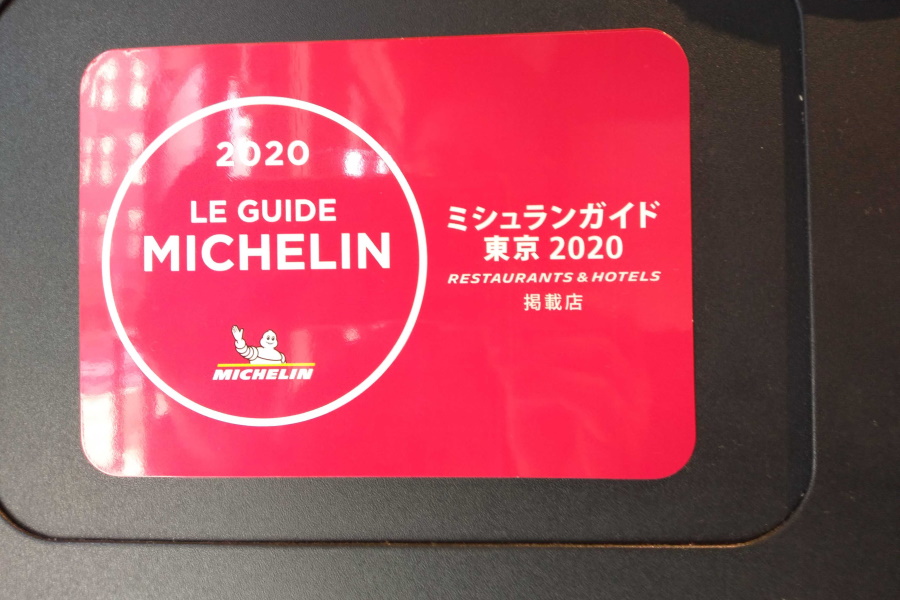 2020
LE GUIDE
MICHELIN
MICHELIN
ミシュランガイド
東京 2020
RESTAURANTS & HOTELS
掲載店